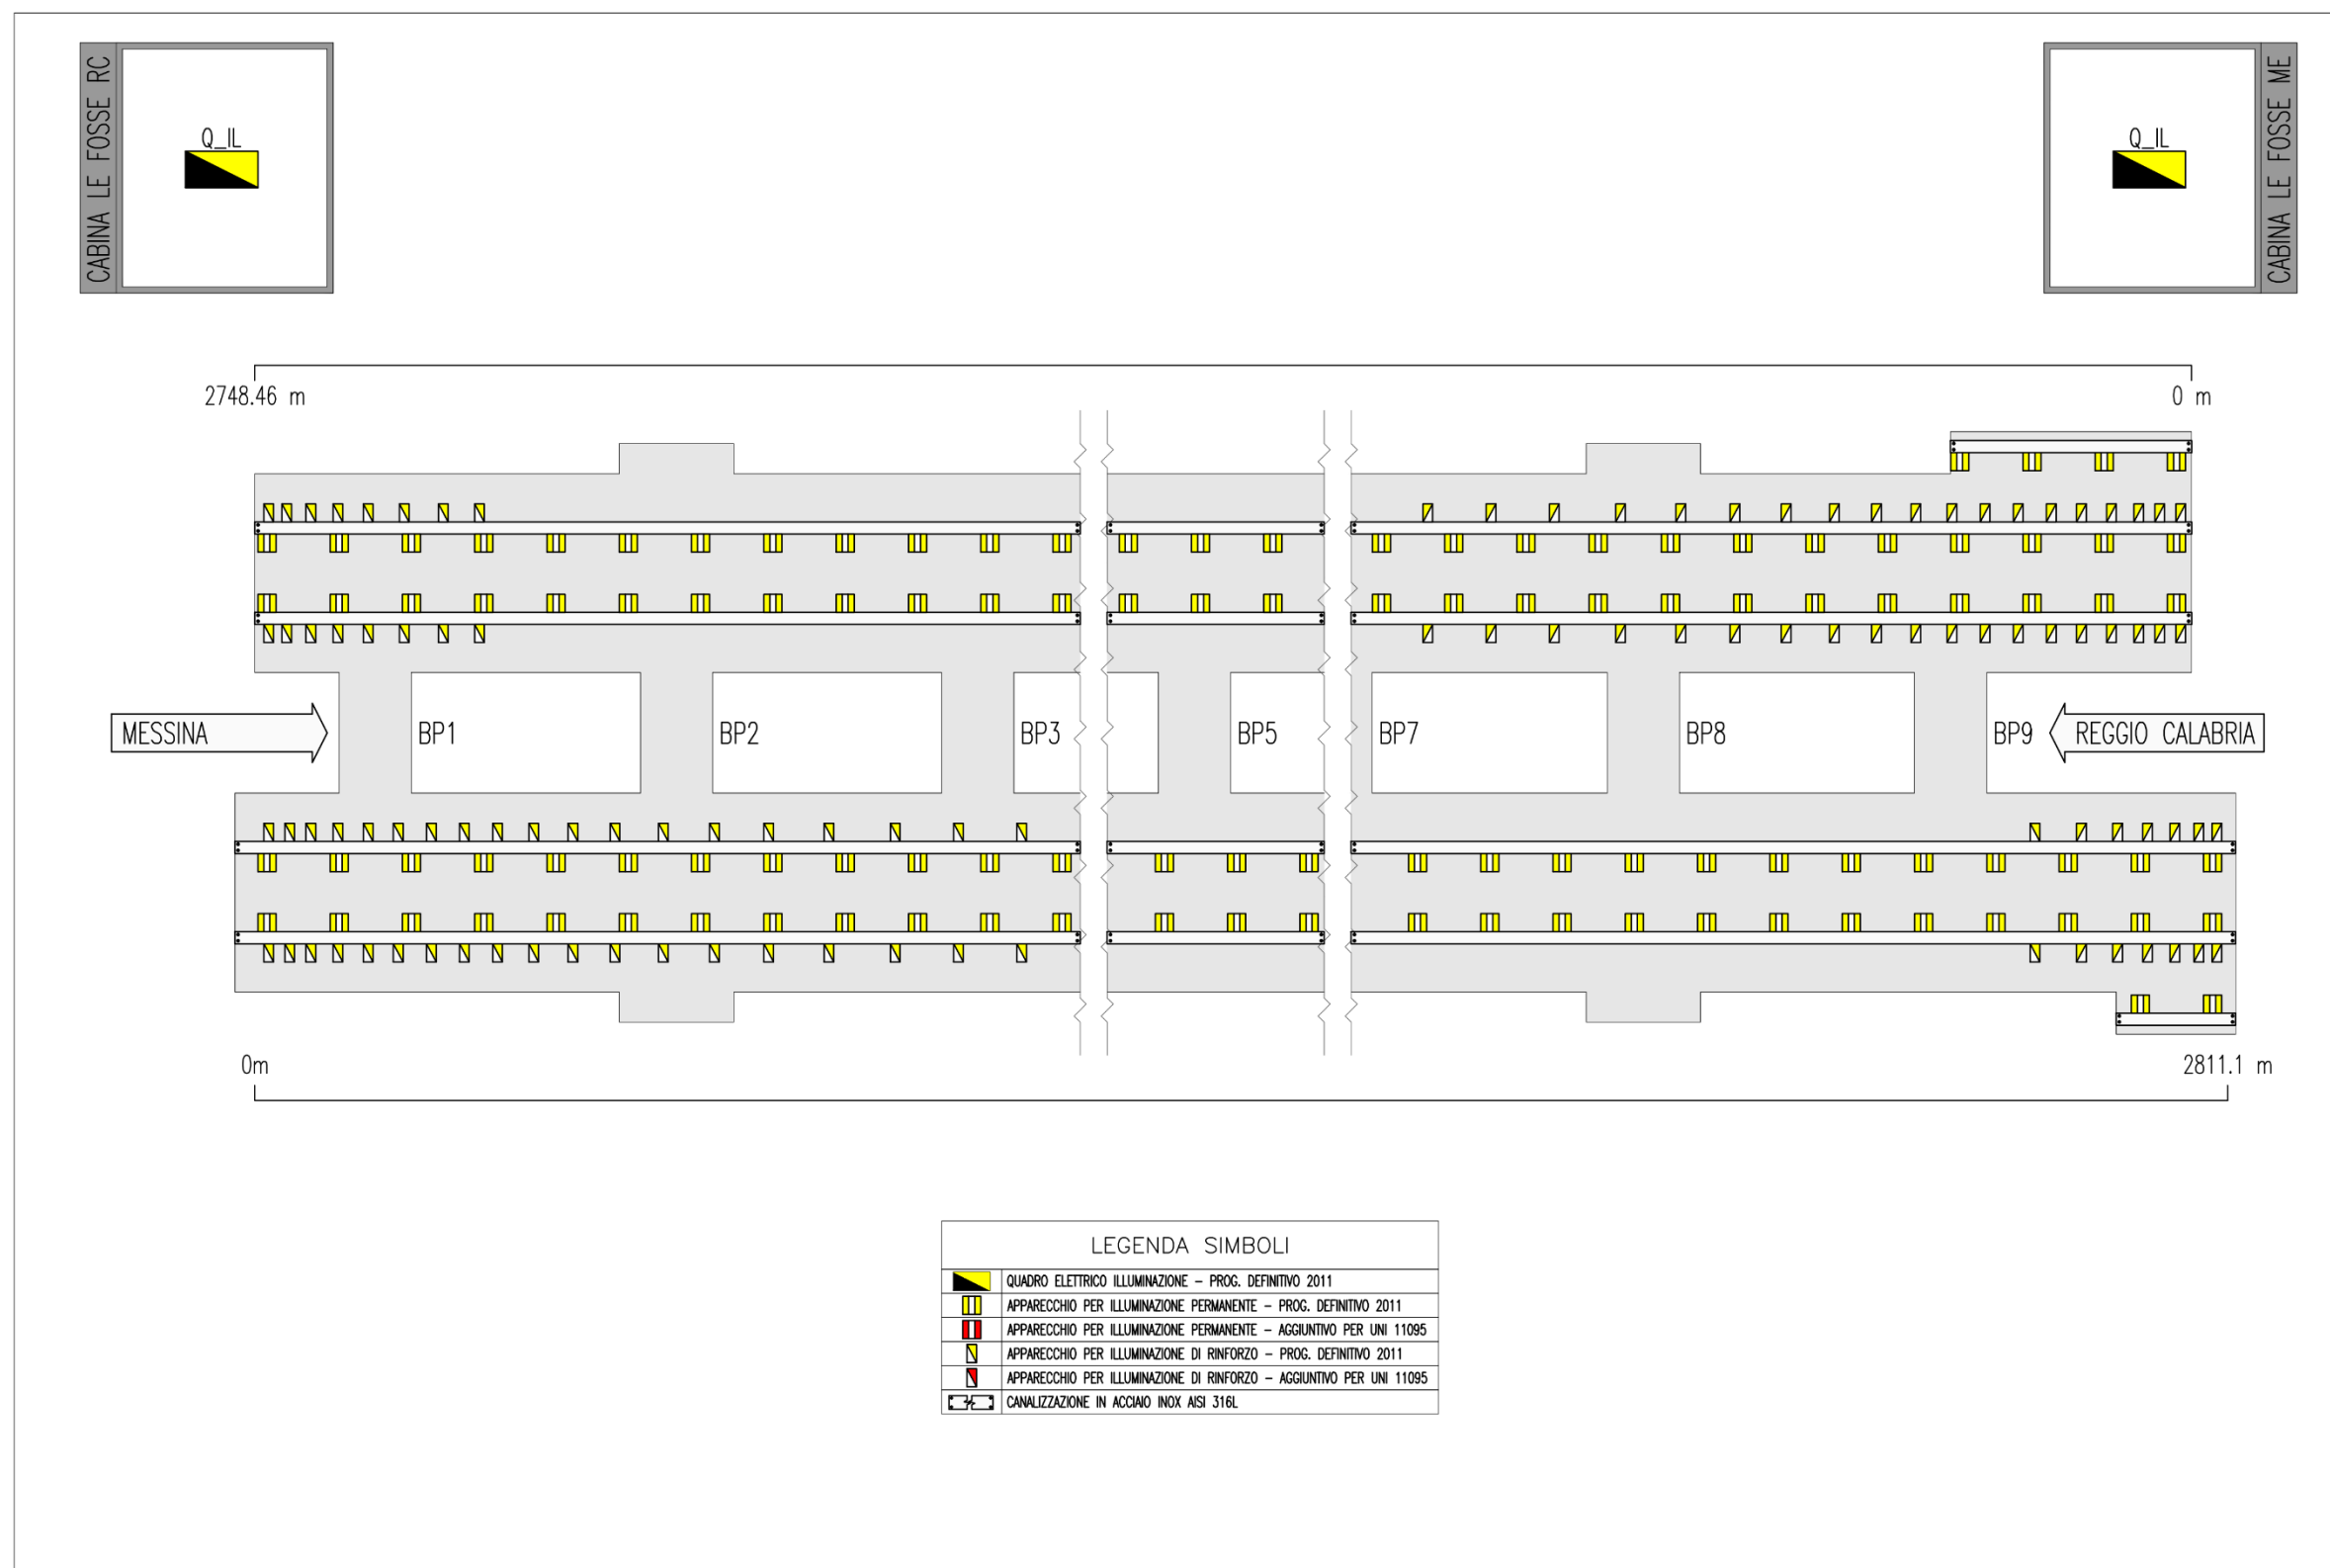 CABINA LE FOSSE RC
Q_IL
Q_IL
CABINA LE FOSSE ME
2748.46 m
0 m
MESSINA
BP1
BP2
BP3
BP5
BP7
BP8
BP9
REGGIO CALABRIA
0m
2811.1 m
LEGENDA SIMBOLI
QUADRO ELETTRICO ILLUMINAZIONE – PROG. DEFINITIVO 2011
APPARECCHIO PER ILLUMINAZIONE PERMANENTE – PROG. DEFINITIVO 2011
APPARECCHIO PER ILLUMINAZIONE PERMANENTE – AGGIUNTIVO PER UNI 11095
APPARECCHIO PER ILLUMINAZIONE DI RINFORZO – PROG. DEFINITIVO 2011
APPARECCHIO PER ILLUMINAZIONE DI RINFORZO – AGGIUNTIVO PER UNI 11095
CANALIZZAZIONE IN ACCIAIO INOX AISI 316L